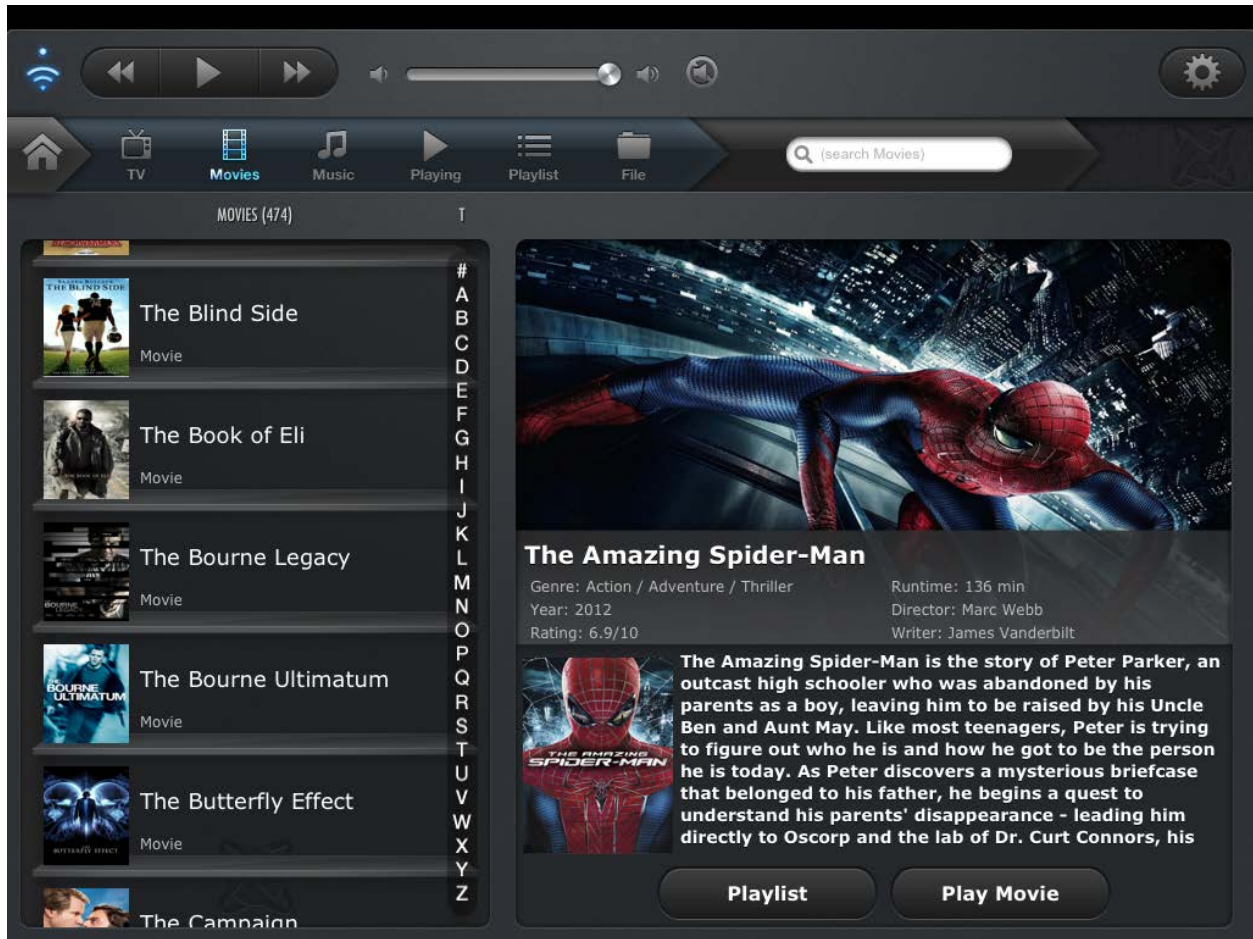 TV
Movies
Music
Playing
Playlist
File
(search Movies)
MOVIES (474)
T
THE BLIND SIDE
The Blind Side
Movie
The Book of Eli
Movie
The Bourne Legacy
Movie
BOURNE
ULTIMATUM
The Bourne Ultimatum
Movie
BUTTERFLY EFFECT
The Butterfly Effect
Movie
The Campaign
#
A
B
C
D
E
F
G
H
I
J
K
L
M
N
O
P
Q
R
S
T
U
V
W
X
Y
Z
The Amazing Spider-Man
Genre: Action / Adventure / Thriller
Runtime: 136 min
Year: 2012
Director: Marc Webb
Rating: 6.9/10
Writer: James Vanderbilt
THE AMAZING
SPIDER-MAN
The Amazing Spider-Man is the story of Peter Parker, an
outcast high schooler who was abandoned by his
parents as a boy, leaving him to be raised by his Uncle
Ben and Aunt May. Like most teenagers, Peter is trying
to figure out who he is and how he got to be the person
he is today. As Peter discovers a mysterious briefcase
that belonged to his father, he begins a quest to
understand his parents' disappearance - leading him
directly to Oscorp and the lab of Dr. Curt Connors, his
Playlist
Play Movie